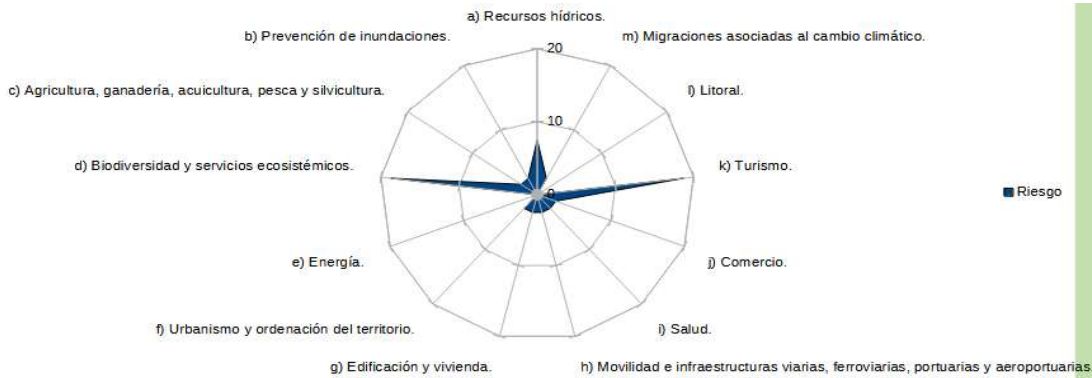 a) Recursos hídricos.
b) Prevención de inundaciones.
m) Migraciones asociadas al cambio climático.
20
c) Agricultura, ganadería, acuicultura, pesca y silvicultura.
l) Litoral.
10
d) Biodiversidad y servicios ecosistémicos.
k) Turismo.
0
Riesgo
e) Energía.
j) Comercio.
f) Urbanismo y ordenación del territorio.
i) Salud.
g) Edificación y vivienda.
h) Movilidad e infraestructuras viarias, ferroviarias, portuarias y aeroportuarias.